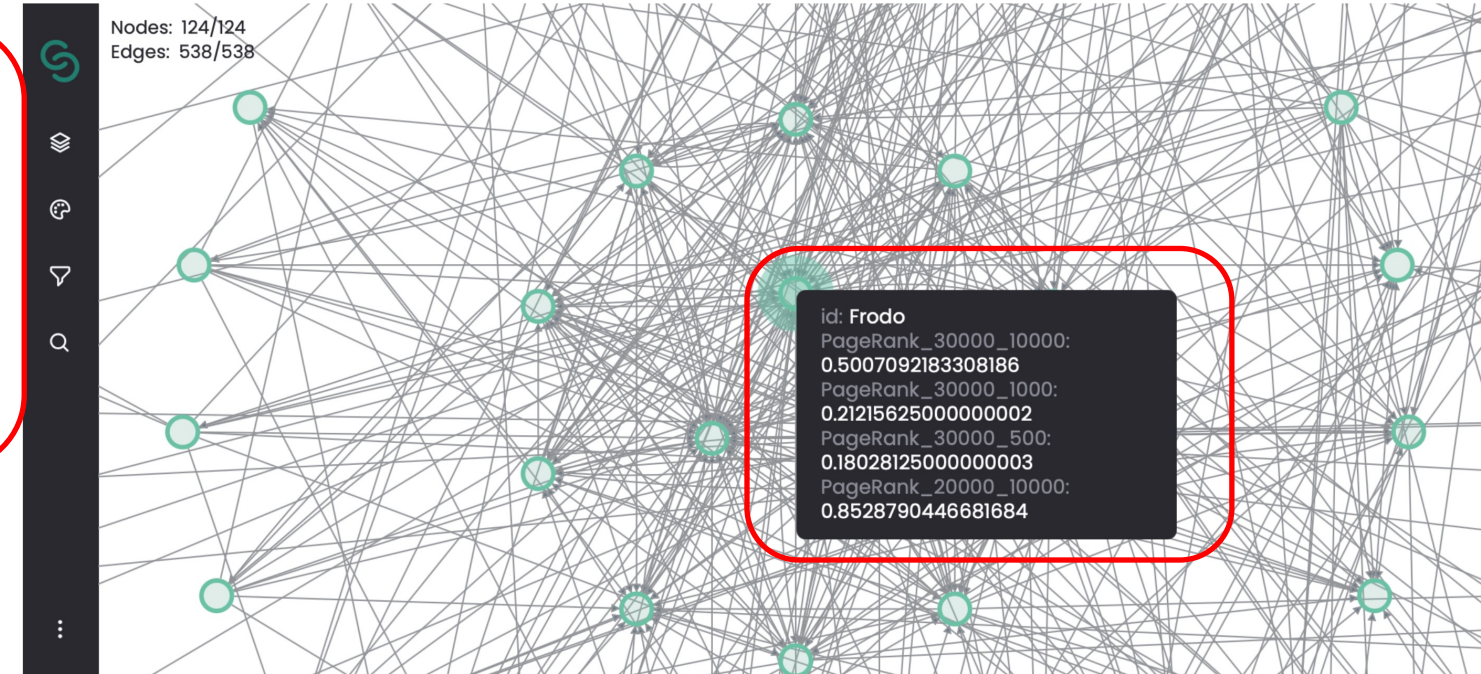 Nodes: 124/124
Edges: 538/538
id: Frodo
PageRank_30000_10000:
0.5007092183308186
PageRank_30000_1000:
0.21215625000000002
PageRank_30000_500:
0.18028125000000003
PageRank_20000_10000:
0.8528790446681684